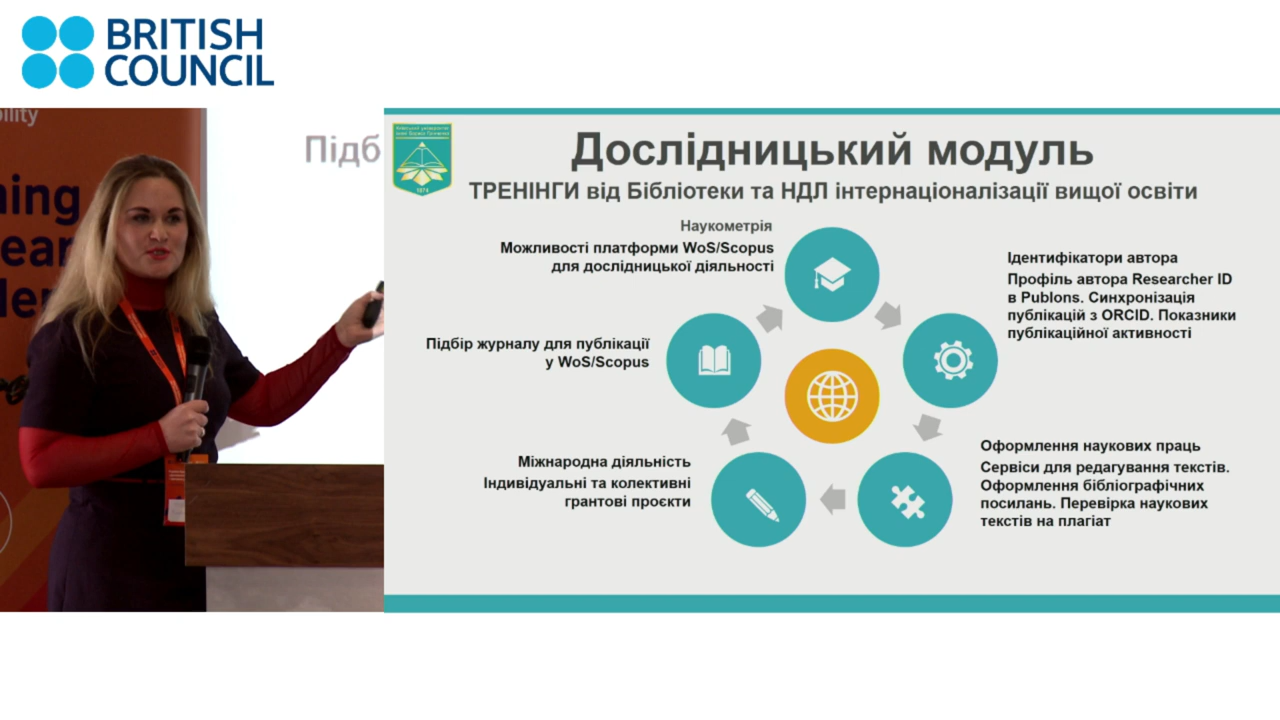 BRITISH
COUNCIL
Підб
Дослідницький модуль
ТРЕНІНГИ від Бібліотеки та НДЛ інтернаціоналізації вищої освіти
Наукометрія
Можливості платформи WoS/Scopus
для дослідницької діяльності
Ідентифікатори автора
Профіль автора Researcher ID
в Publons. Синхронізація
публікацій з ORCID. Показники
публікаційної активності
Підбір журналу для публікації
у WoS/Scopus
Міжнародна діяльність
Індивідуальні та колективні
грантові проєкти
Оформлення наукових праць
Сервіси для редагування текстів.
Оформлення бібліографічних
посилань. Перевірка наукових
текстів на плагіат
1874